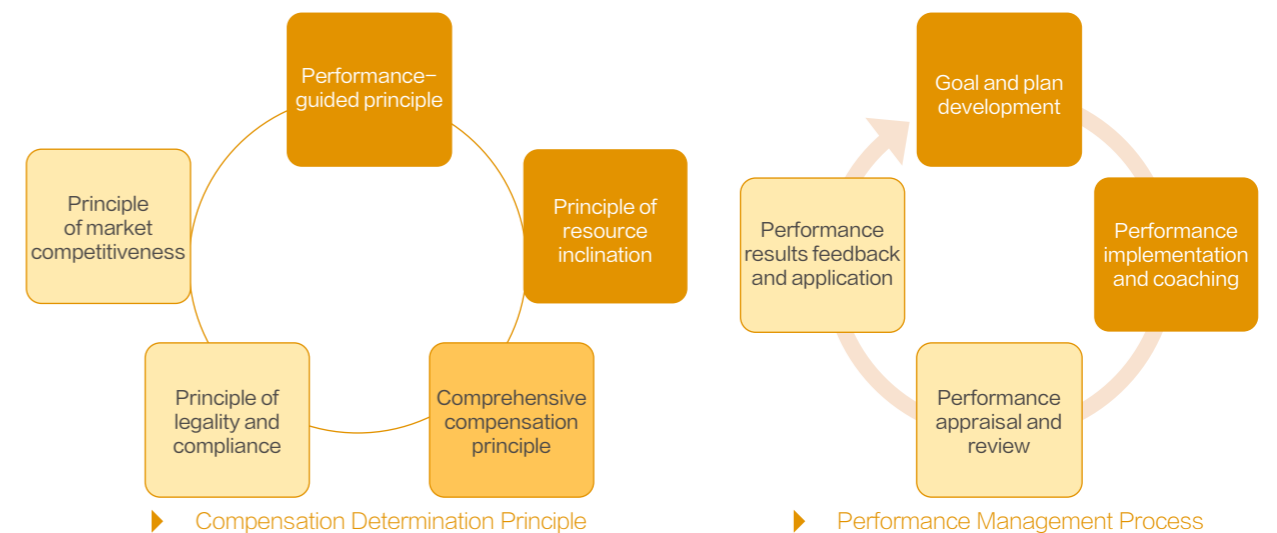 Performance-
guided principle
Principle of
resource
inclination
Comprehensive
compensation
principle
Principle of
legality and
compliance
Principle
of market
competitiveness
Compensation Determination Principle
Goal and plan
development
Performance
implementation
and coaching
Performance
appraisal and
review
Performance
results feedback
and application
Performance Management Process